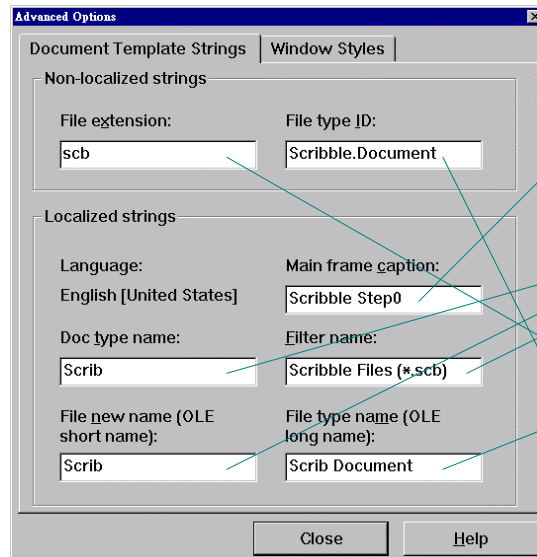 Advanced Options
Document Template Strings
Window Styles
Non-localized strings
File extension:
File type ID:
scb
Scribble.Document
Localized strings
Language:
Main frame caption:
English [United States]
Scribble Step0
Doc type name:
Filter name:
Scrib
Scribble Files (*.scb)
File new name (OLE
short name):
File type name (OLE
long name):
Scrib
Scrib Document
Close
Help